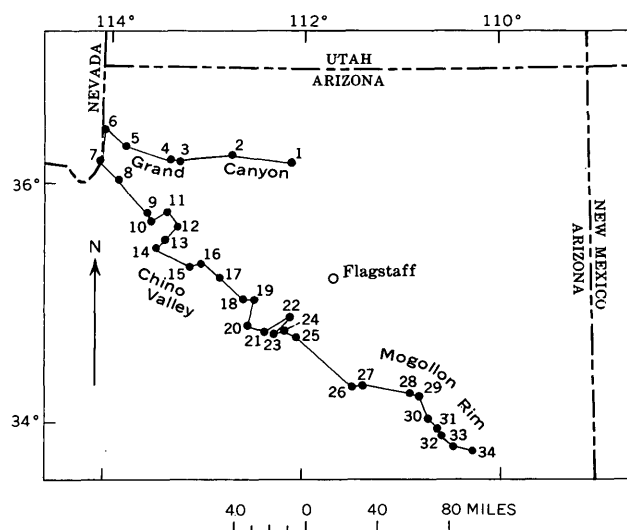 114° 112° 110°
NEVADA
UTAH
ARIZONA
6
5
4 3 2 1
Grand Canyon
7
8
36°
9 11
10 12
13
14
15 16
17
Chino
Valley
N
18 19
20
21 22
23 24
25
Flagstaff
ARIZONA
NEW MEXICO
Mogollon Rim
26 27 28 29
30 31
32 33
34
34°
40 0 40 80 MILES